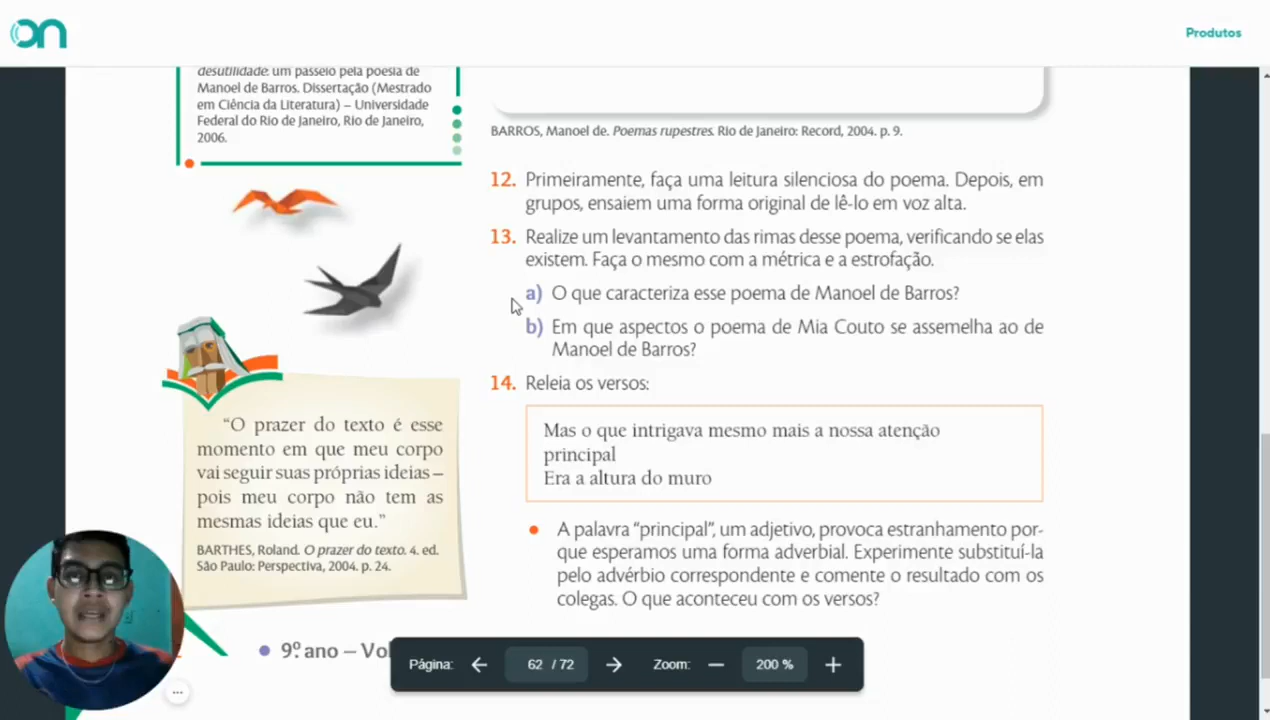 on
Produtos
desutilidade: um passeio pela poesia de
Manoel de Barros. Dissertação (Mestrado
em Ciência da Literatura) – Universidade
Federal do Rio de Janeiro, Rio de Janeiro,
2006.
BARROS, Manoel de. Poemas rupestres. Rio de Janeiro: Record, 2004. p. 9.
12. Primeiramente, faça uma leitura silenciosa do poema. Depois, em
grupos, ensaiem uma forma original de lê-lo em voz alta.
13. Realize um levantamento das rimas desse poema, verificando se elas
existem. Faça o mesmo com a métrica e a estrofação.
a) O que caracteriza esse poema de Manoel de Barros?
b) Em que aspectos o poema de Mia Couto se assemelha ao de
Manoel de Barros?
14. Releia os versos:
Mas o que intrigava mesmo mais a nossa atenção
principal
Era a altura do muro
• A palavra “principal”, um adjetivo, provoca estranhamento por-
que esperamos uma forma adverbial. Experimente substituí-la
pelo advérbio correspondente e comente o resultado com os
colegas. O que aconteceu com os versos?
“O prazer do texto é esse
momento em que meu corpo
vai seguir suas próprias ideias –
pois meu corpo não tem as
mesmas ideias que eu.”
BARTHES, Roland. O prazer do texto. 4. ed.
São Paulo: Perspectiva, 2004. p. 24.
• 9º. ano – Vol
Página: ← 62 / 72 → Zoom: − 200 % +
...